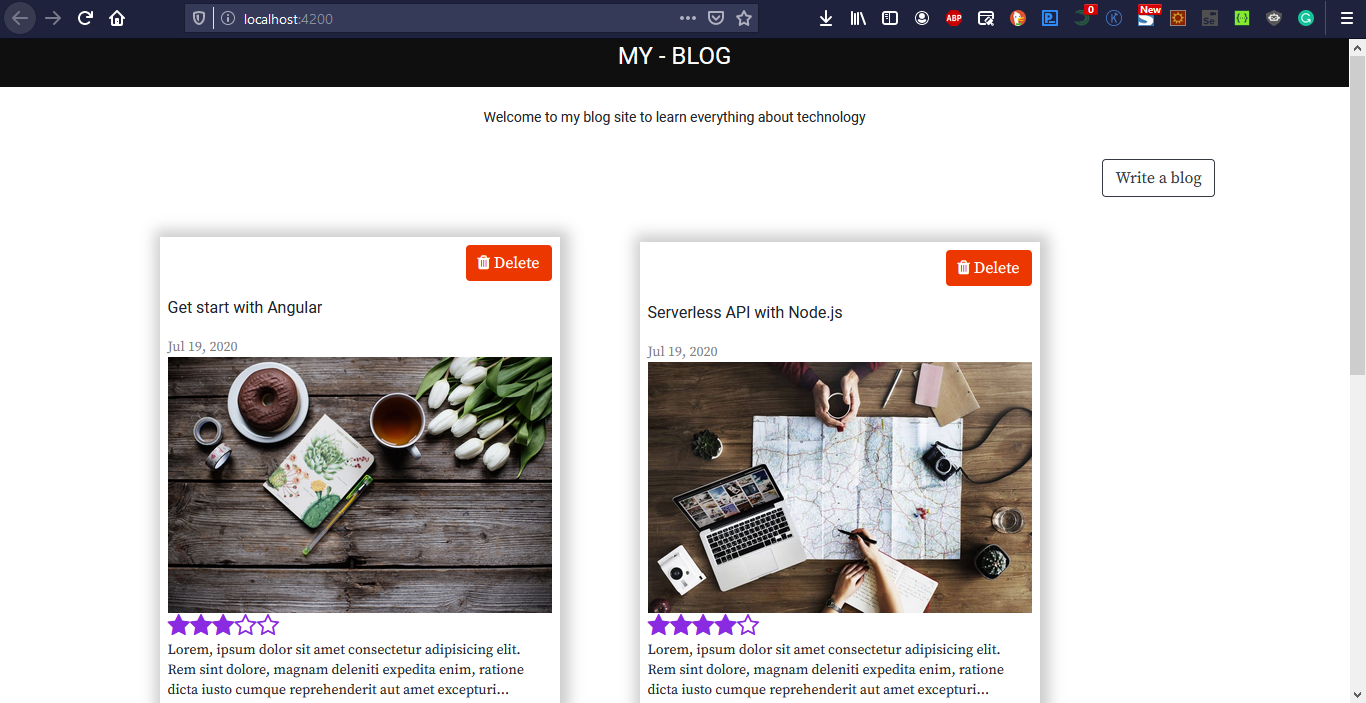 localhost:4200
ABP
0
New
Se
MY - BLOG
Welcome to my blog site to learn everything about technology
Write a blog
Delete
Get start with Angular
Jul 19, 2020
Lorem, ipsum dolor sit amet consectetur adipisicing elit.
Rem sint dolore, magnam deleniti expedita enim, ratione
dicta iusto cumque reprehenderit aut amet excepturi...
Delete
Serverless API with Node.js
Jul 19, 2020
Lorem, ipsum dolor sit amet consectetur adipisicing elit.
Rem sint dolore, magnam deleniti expedita enim, ratione
dicta iusto cumque reprehenderit aut amet excepturi...